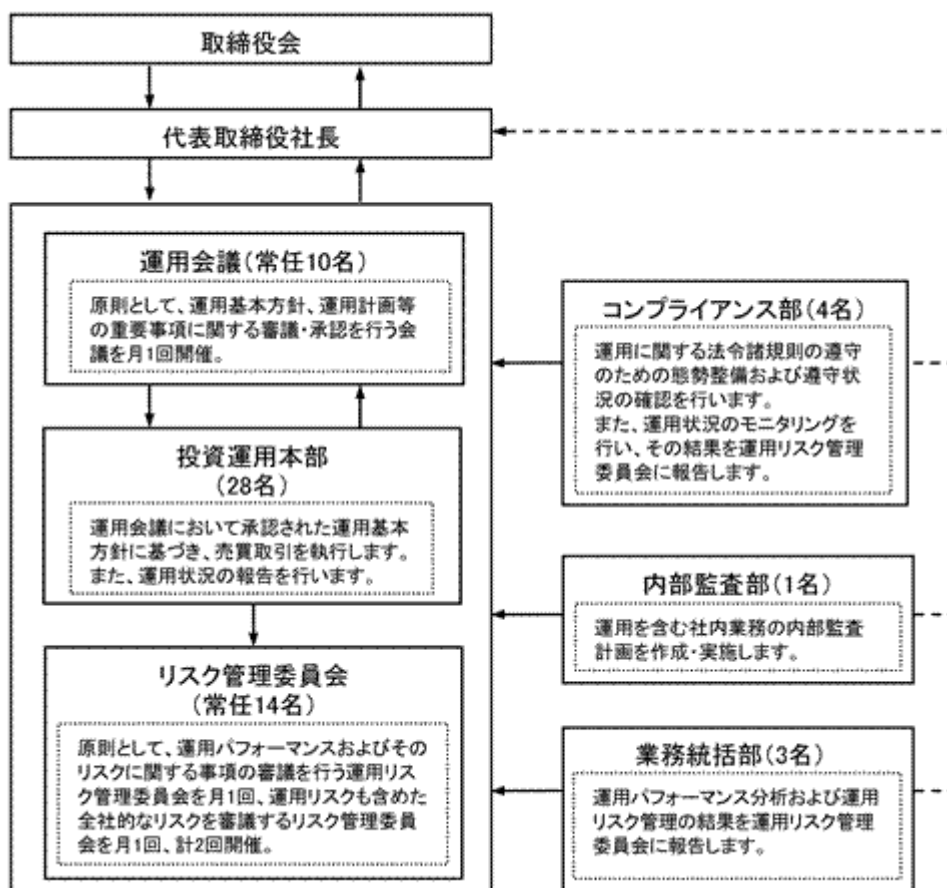 取締役会
代表取締役社長
運用会議(常任10名)
原則として、運用基本方針、運用計画等
の重要事項に関する審議・承認を行う会
議を月1回開催。
投資運用本部
(28名)
運用会議において承認された運用基本
方針に基づき、売買取引を執行します。
また、運用状況の報告を行います。
リスク管理委員会
(常任14名)
原則として、運用パフォーマンスおよびその
リスクに関する事項の審議を行う運用リス
ク管理委員会を月1回、運用リスクも含めた
全社的なリスクを審議するリスク管理委員
会を月1回、計2回開催。
コンプライアンス部(4名)
運用に関する法令諸規則の遵守
のための態勢整備および遵守状
況の確認を行います。
また、運用状況のモニタリングを
行い、その結果を運用リスク管理
委員会に報告します。
内部監査部(1名)
運用を含む社内業務の内部監査
計画を作成・実施します。
業務統括部(3名)
運用パフォーマンス分析および運用
リスク管理の結果を運用リスク管理
委員会に報告します。